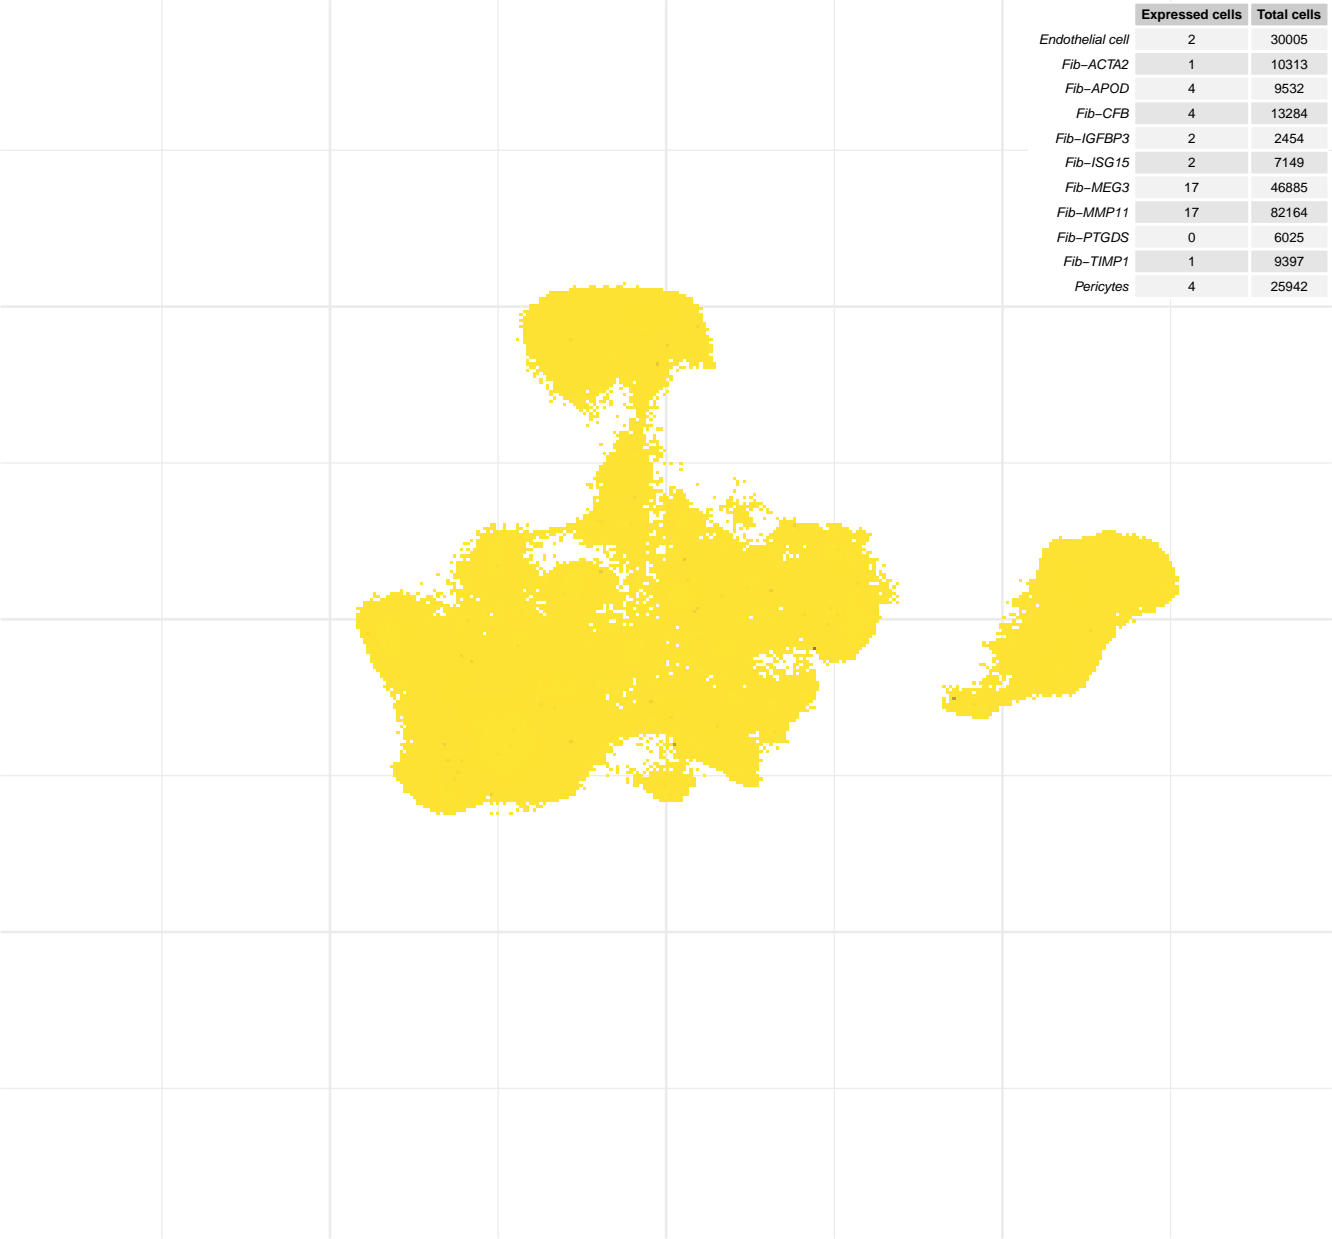 Expressed cells Total cells
Endothelial cell 2 30005
Fib−ACTA2 1 10313
Fib−APOD 4 9532
Fib−CFB 4 13284
Fib−IGFBP3 2 2454
Fib−ISG15 2 7149
Fib−MEG3 17 46885
Fib−MMP11 17 82164
Fib−PTGDS 0 6025
Fib−TIMP1 1 9397
Pericytes 4 25942